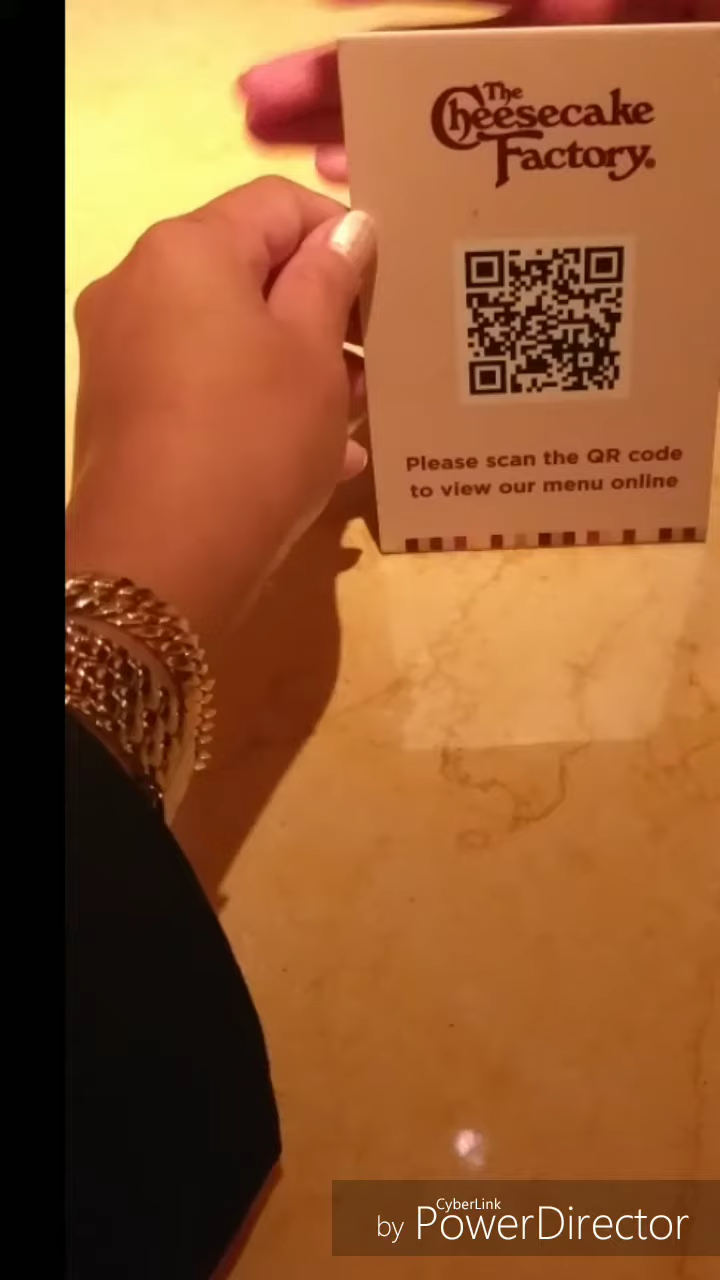 The
Cheesecake
Factory®
Please scan the QR code
to view our menu online
CyberLink
by PowerDirector